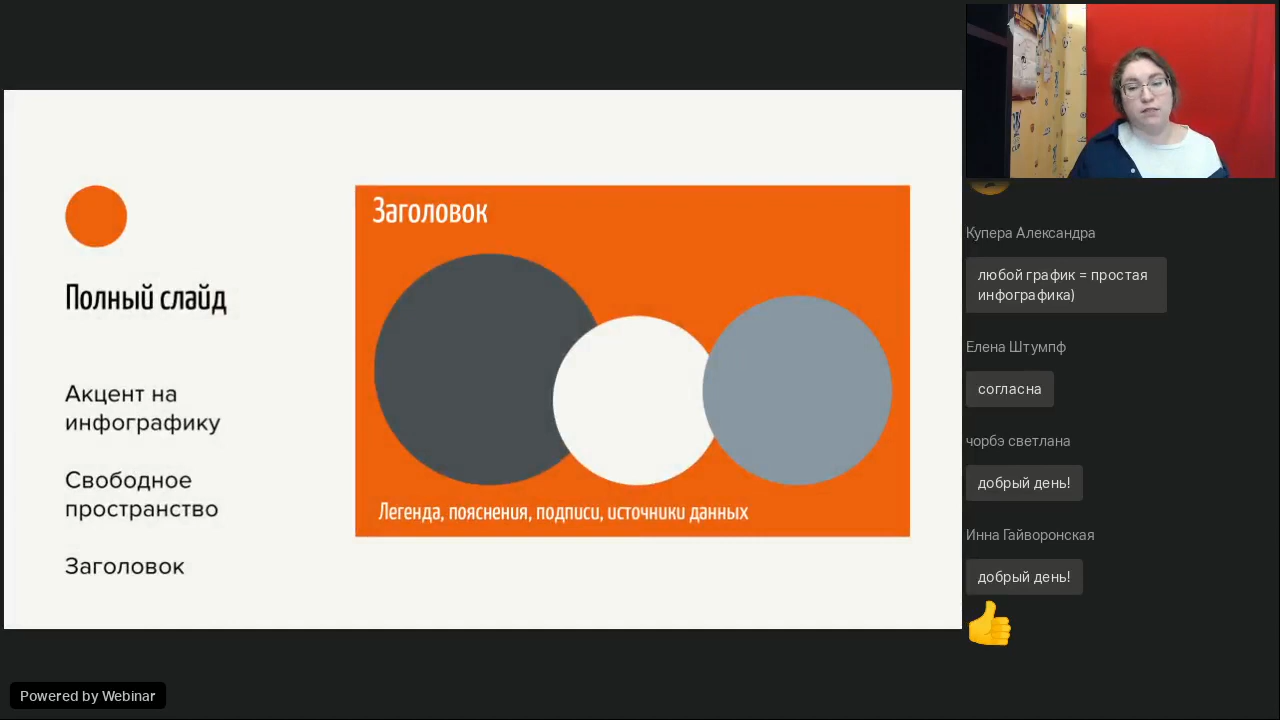 Полный слайд
Акцент на
инфографику
Свободное
пространство
Заголовок
Заголовок
Легенда, пояснения, подписи, источники данных
Купера Александра
любой график = простая
инфографика)
Елена Штумпф
согласна
чорбэ светлана
добрый день!
Инна Гайворонская
добрый день!
Powered by Webinar